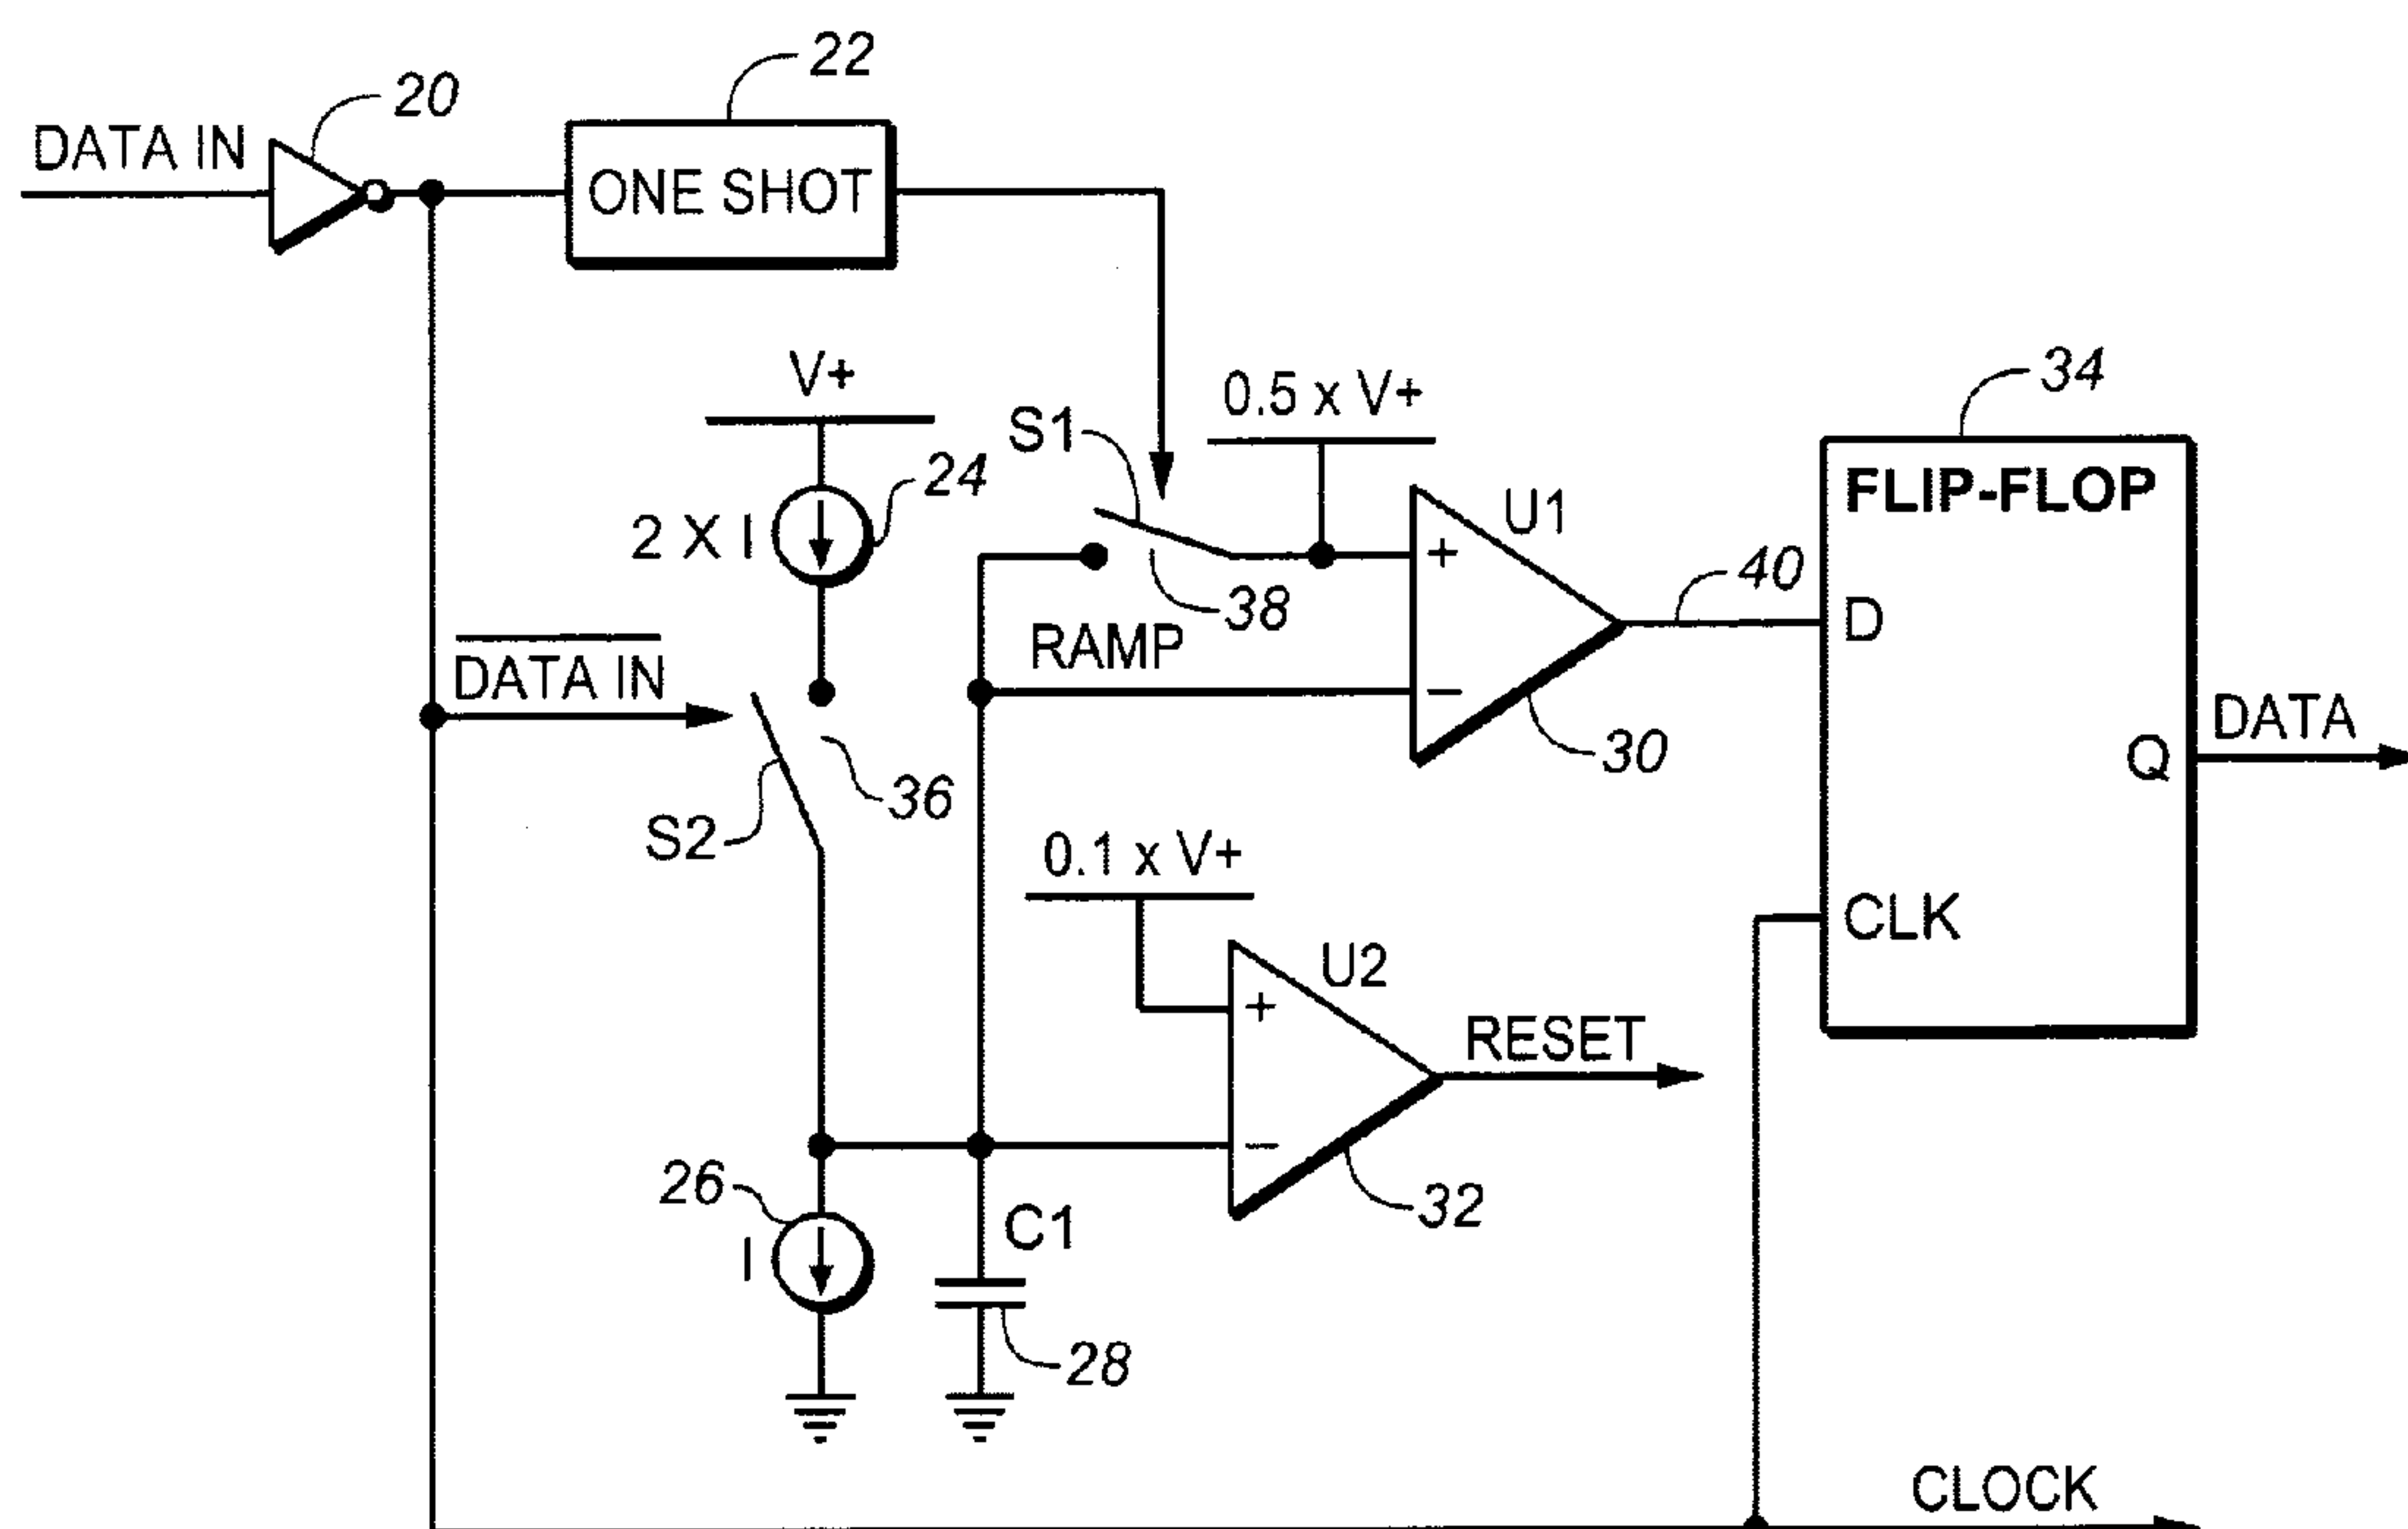 22
20
DATA IN
ONE SHOT
V+
0.5 x V+
34
S1
24
FLIP-FLOP
U1
2 X I
40
38
D
RAMP
DATA IN
DATA
30
Q
36
S2
0.1 x V+
CLK
U2
RESET
26
32
C1
I
28
CLOCK
+
−
+
−